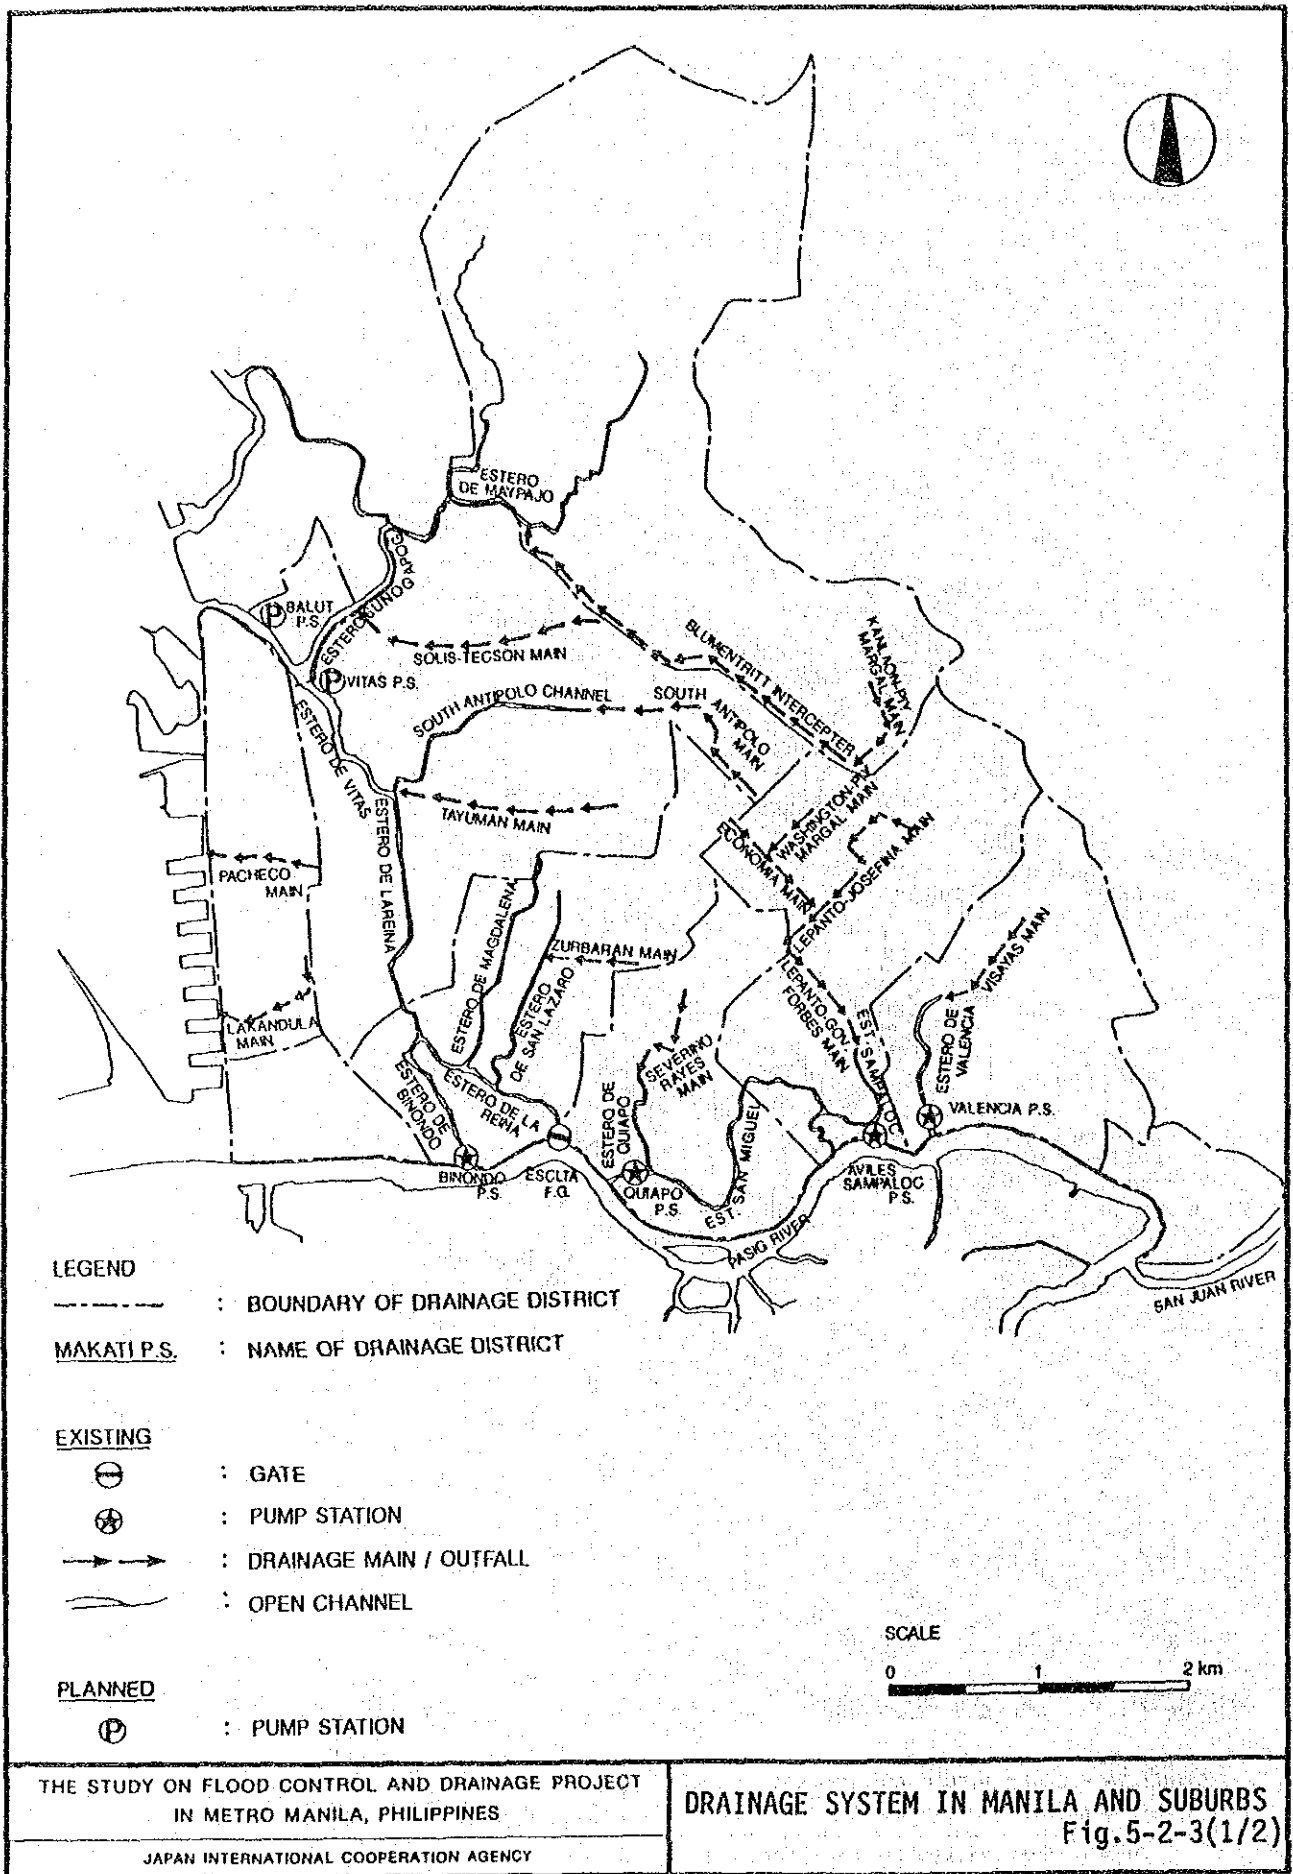 ESTERO
DE MAYPAJO
ESTERO SUNOG APOG
BALUT
P.S.
VITAS P.S.
SOLIS-TECSON MAIN
BLUMENTRITT INTERCEPTER
KANLAON-PIY
MARGAL MAIN
SOUTH ANTIPOLO CHANNEL
SOUTH ANTIPOLO
MAIN
ESTERO DE VITAS
TAYUMAN MAIN
WASHINGTON-PIY
MARGAL MAIN
ECONOMIA MAIN
LEPANTO-JOSEFINA MAIN
PACHECO
MAIN
ESTERO DE LAREINA
ESTERO DE MAGDALENA
ZURBARAN MAIN
ESTERO
DE SAN LAZARO
LEPANTO-GOV.
FORBES MAIN
EST. SAMPALOC
VISAYAS MAIN
ESTERO DE
VALENCIA
LAKANDULA
MAIN
ESTERO DE
BINONDO
ESTERO DE LA
REINA
SEVERINO
RAYES
MAIN
ESTERO DE
QUIAPO
VALENCIA P.S.
BINONDO
P.S.
ESCLTA
F.G.
QUIAPO
P.S.
EST. SAN MIGUEL
AVILES
SAMPALOC
P.S.
PASIG RIVER
SAN JUAN RIVER
LEGEND
: BOUNDARY OF DRAINAGE DISTRICT
MAKATI P.S. : NAME OF DRAINAGE DISTRICT
EXISTING
: GATE
: PUMP STATION
: DRAINAGE MAIN / OUTFALL
: OPEN CHANNEL
SCALE
0 1 2 km
PLANNED
P : PUMP STATION
THE STUDY ON FLOOD CONTROL AND DRAINAGE PROJECT
IN METRO MANILA, PHILIPPINES
JAPAN INTERNATIONAL COOPERATION AGENCY
DRAINAGE SYSTEM IN MANILA AND SUBURBS
Fig.5-2-3(1/2)